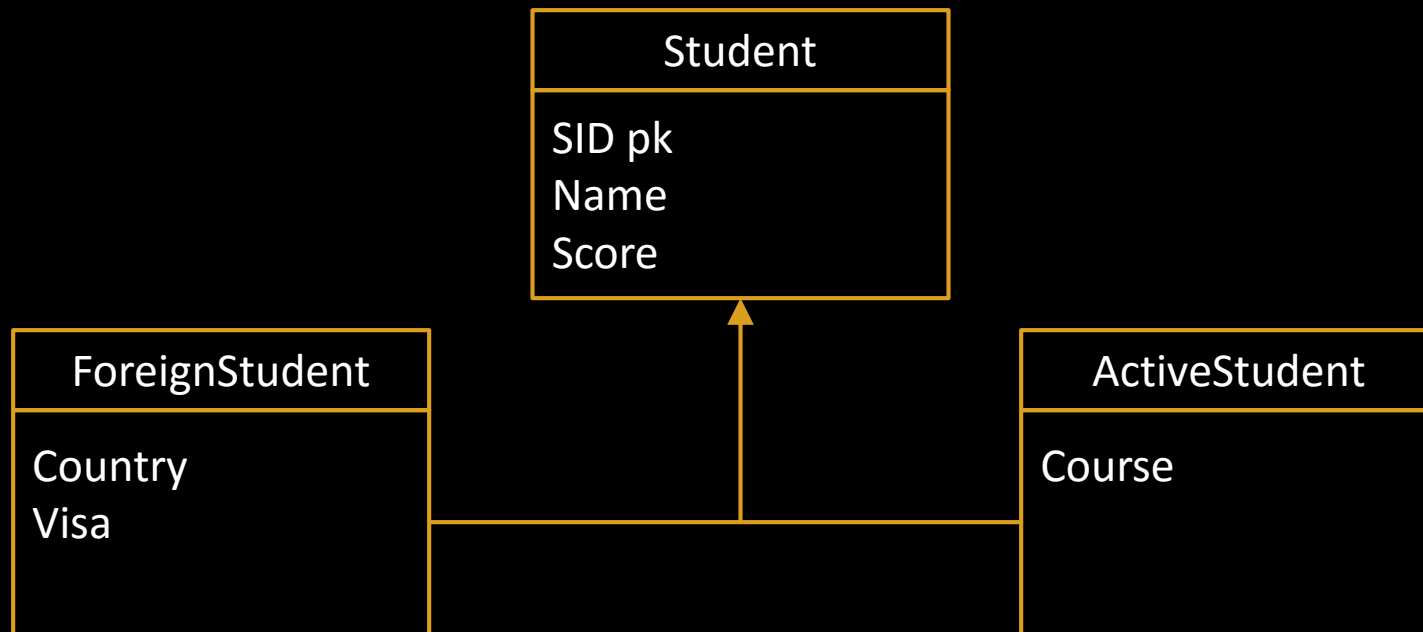 Student
SID pk
Name
Score
ForeignStudent
Country
Visa
ActiveStudent
Course